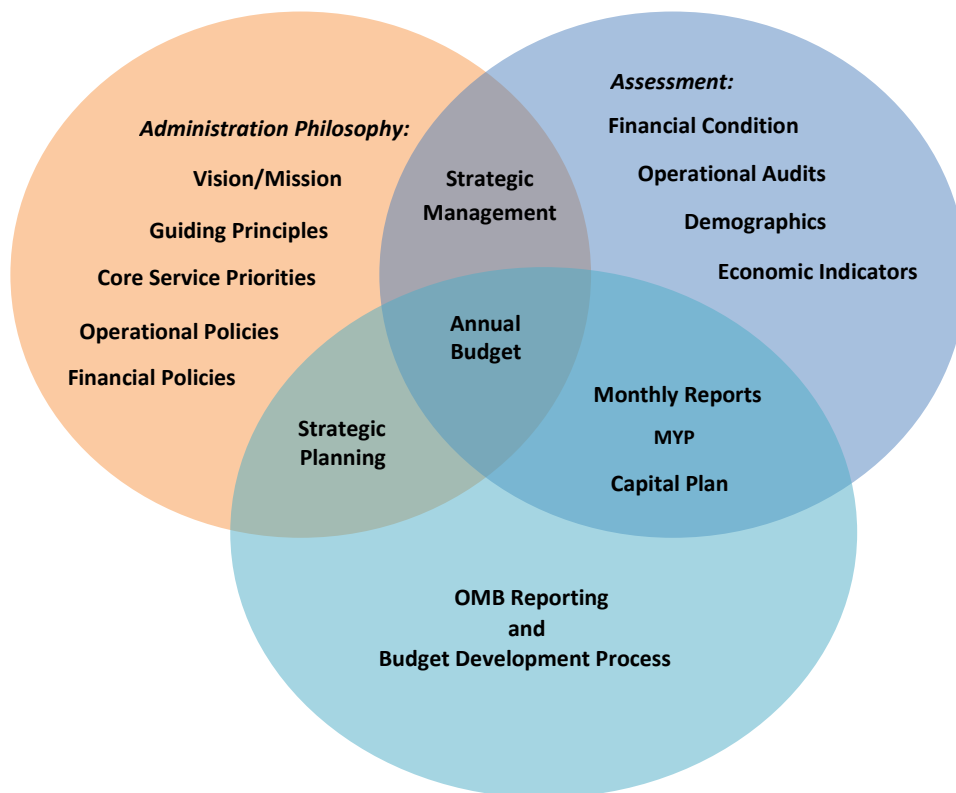 Administration Philosophy:
Vision/Mission
Guiding Principles
Core Service Priorities
Operational Policies
Financial Policies
Strategic
Management
Assessment:
Financial Condition
Operational Audits
Demographics
Economic Indicators
Annual
Budget
Strategic
Planning
Monthly Reports
MYP
Capital Plan
OMB Reporting
and
Budget Development Process